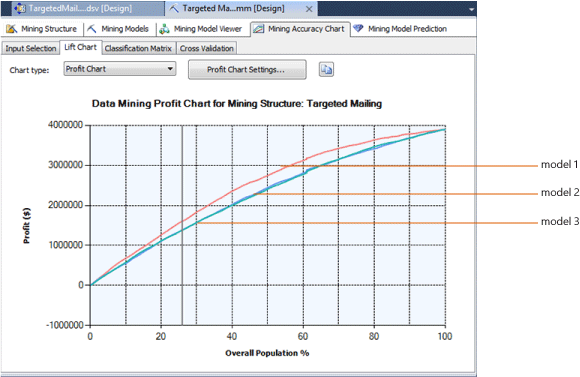 TargetedMail....dsv [Design] Targeted Ma...mm [Design] ×
Mining Structure Mining Models Mining Model Viewer Mining Accuracy Chart Mining Model Prediction
Input Selection Lift Chart Classification Matrix Cross Validation
Chart type: Profit Chart Profit Chart Settings...
Data Mining Profit Chart for Mining Structure: Targeted Mailing
4000000
3000000
2000000
1000000
0
-1000000
Profit ($)
0 20 40 60 80 100
Overall Population %
model 1
model 2
model 3